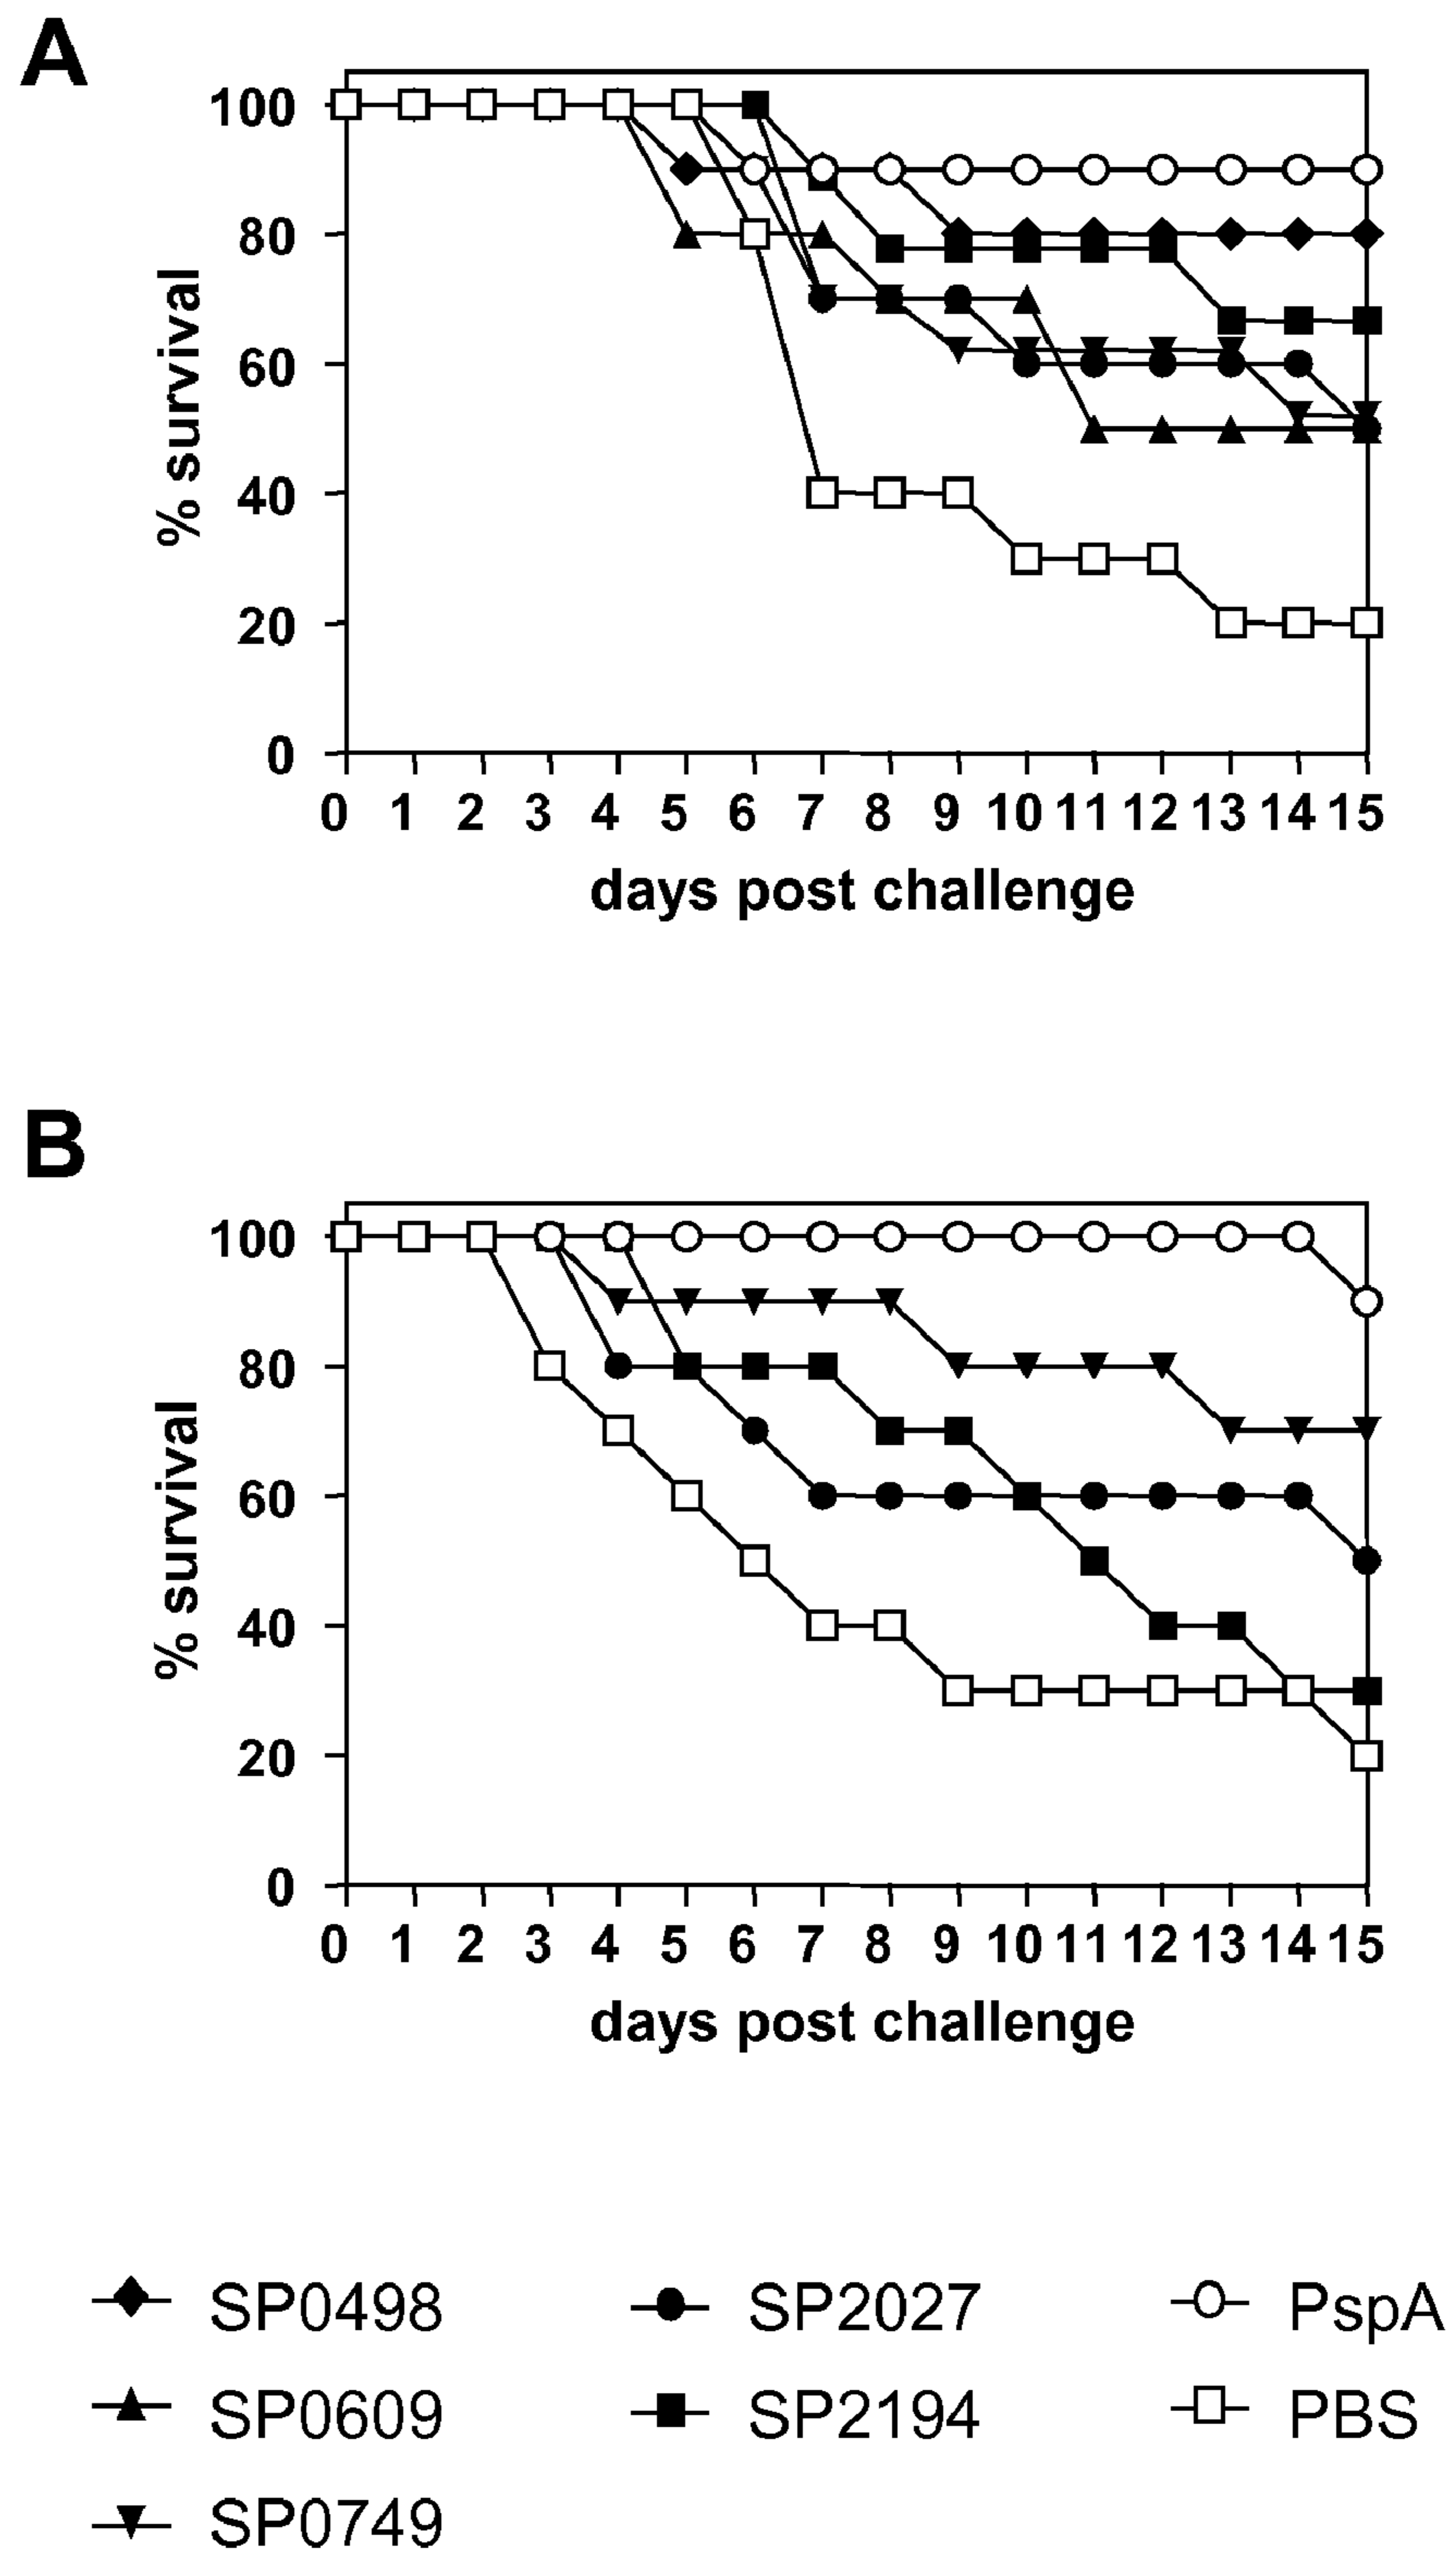 A
100
80
60
40
20
0
% survival
0 1 2 3 4 5 6 7 8 9 10 11 12 13 14 15
days post challenge
B
100
80
60
40
20
0
% survival
0 1 2 3 4 5 6 7 8 9 10 11 12 13 14 15
days post challenge
SP0498 SP2027 PspA
SP0609 SP2194 PBS
SP0749